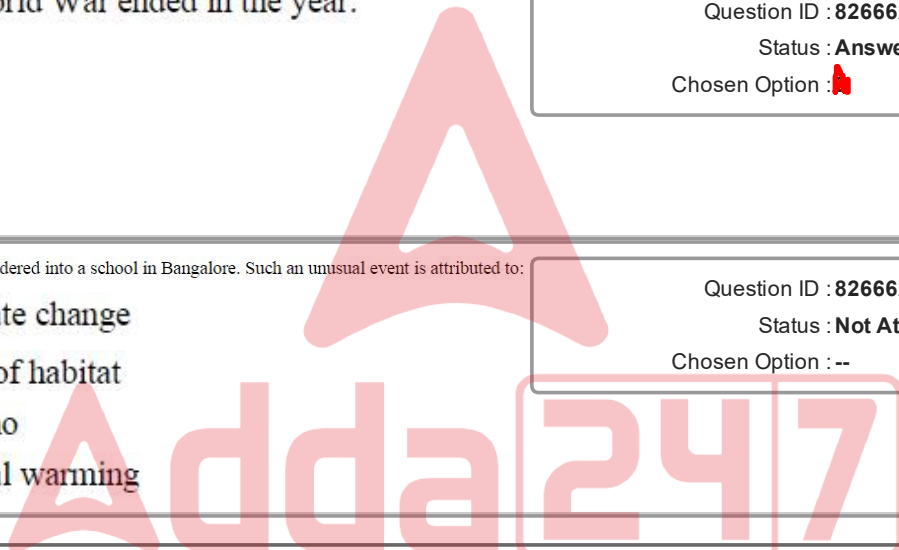 World War ended in the year:
Question ID : 82666
Status : Answe
Chosen Option :
dered into a school in Bangalore. Such an unusual event is attributed to:
te change
of habitat
no
l warming
Question ID : 82666
Status : Not At
Chosen Option : --
Adda247